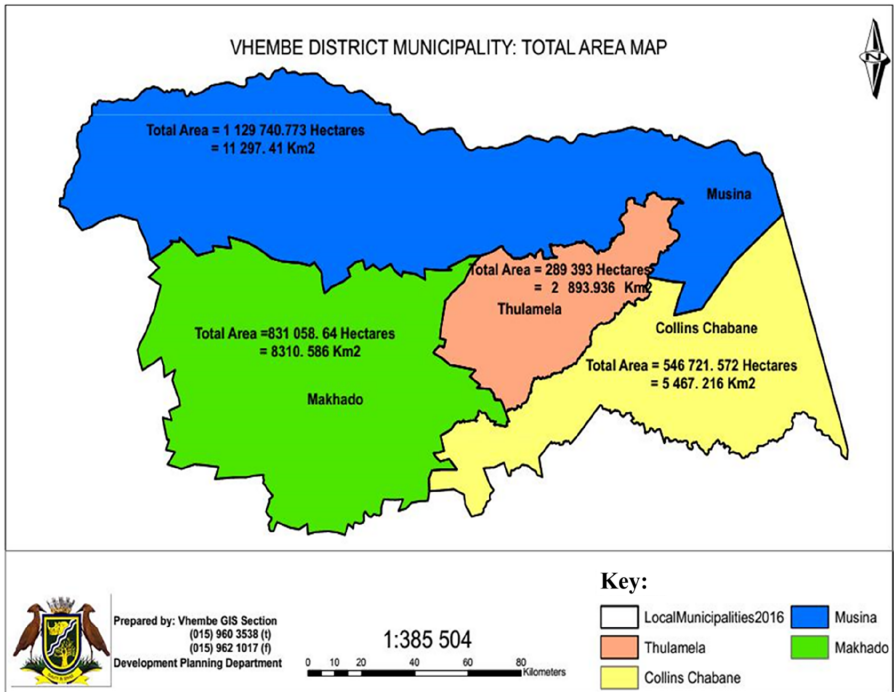 VHEMBE DISTRICT MUNICIPALITY: TOTAL AREA MAP
N
Total Area = 1 129 740.773 Hectares
= 11 297. 41 Km2
Musina
Total Area = 289 393 Hectares
= 2 893.936 Km2
Thulamela
Collins Chabane
Total Area = 546 721. 572 Hectares
= 5 467. 216 Km2
Total Area =831 058. 64 Hectares
= 8310. 586 Km2
Makhado
Prepared by: Vhembe GIS Section
(015) 960 3538 (t)
(015) 962 1017 (f)
Development Planning Department
1:385 504
0 10 20 40 60 80
Kilometers
Key:
LocalMunicipalities2016
Musina
Thulamela
Makhado
Collins Chabane